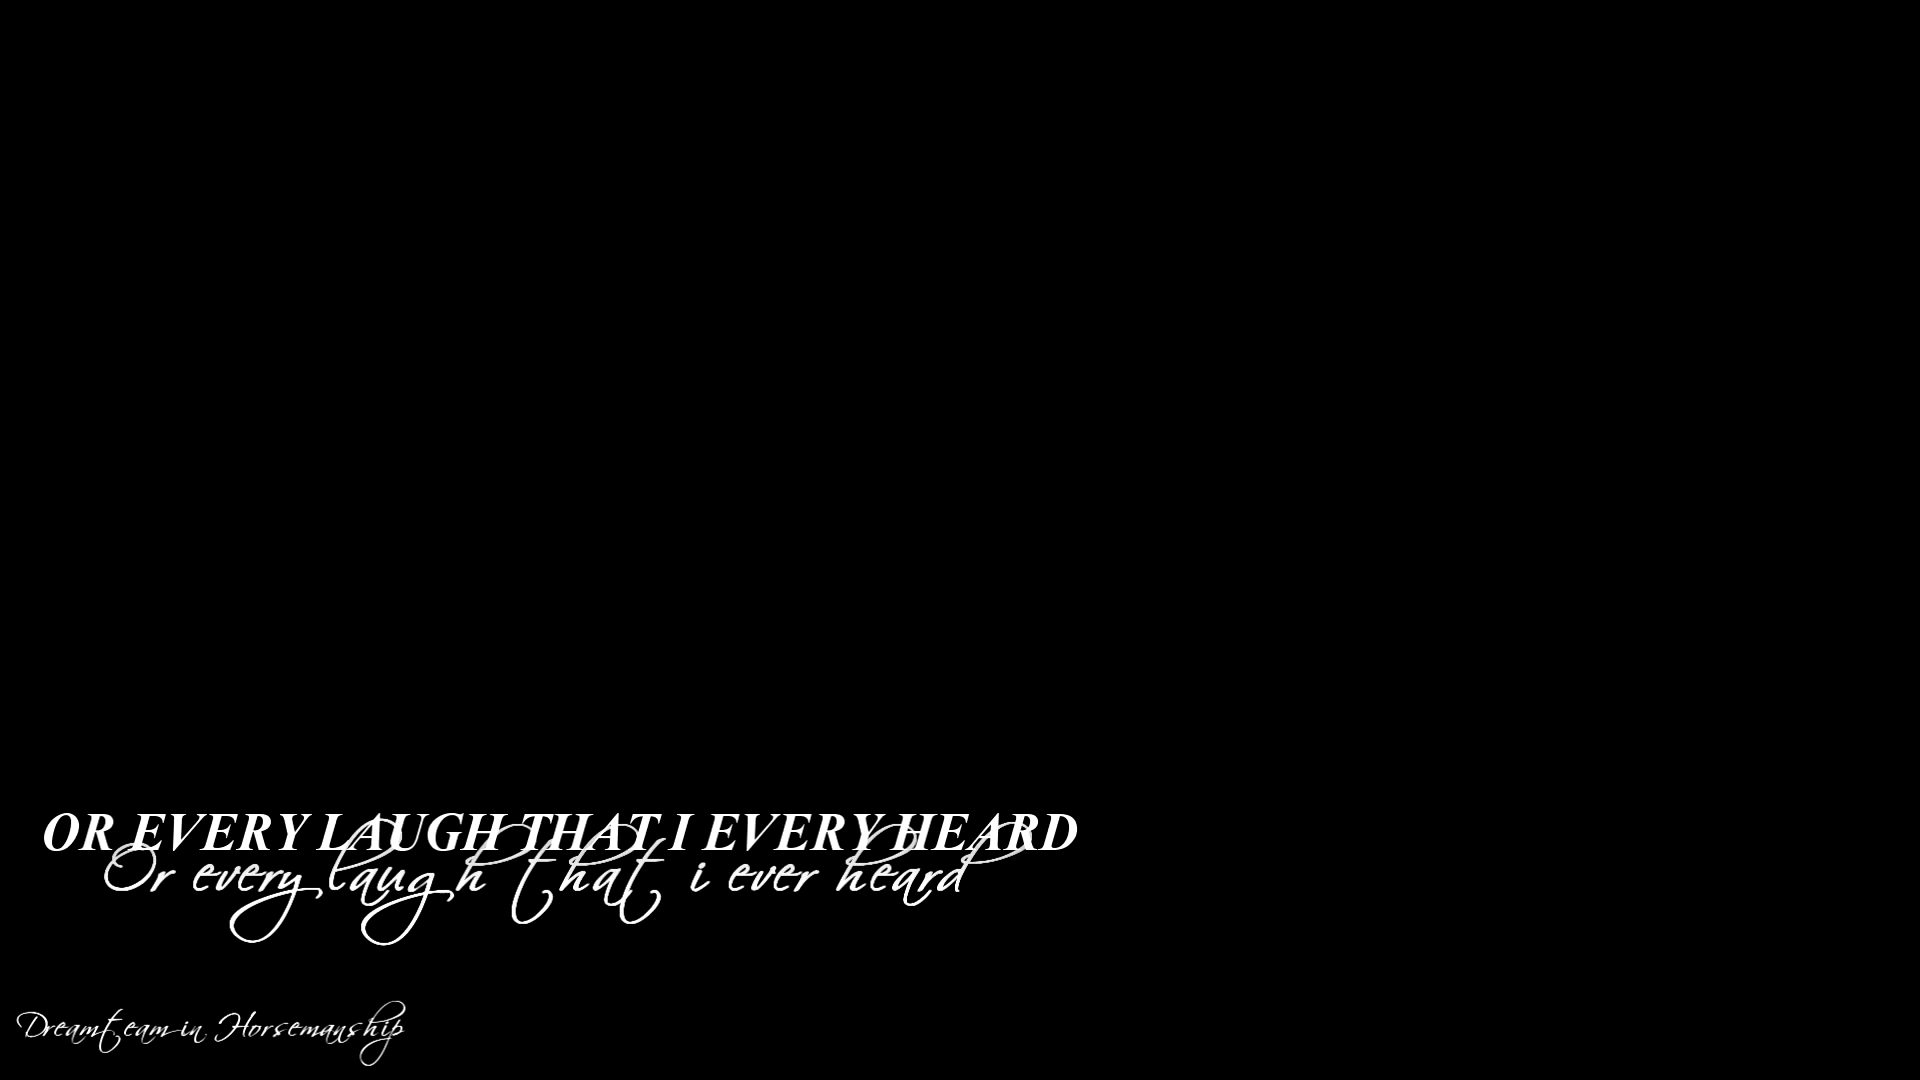 OR EVERY LAUGH THAT I EVERY HEARD
Or every laugh that i ever heard
Dreamteam in Horsemanship